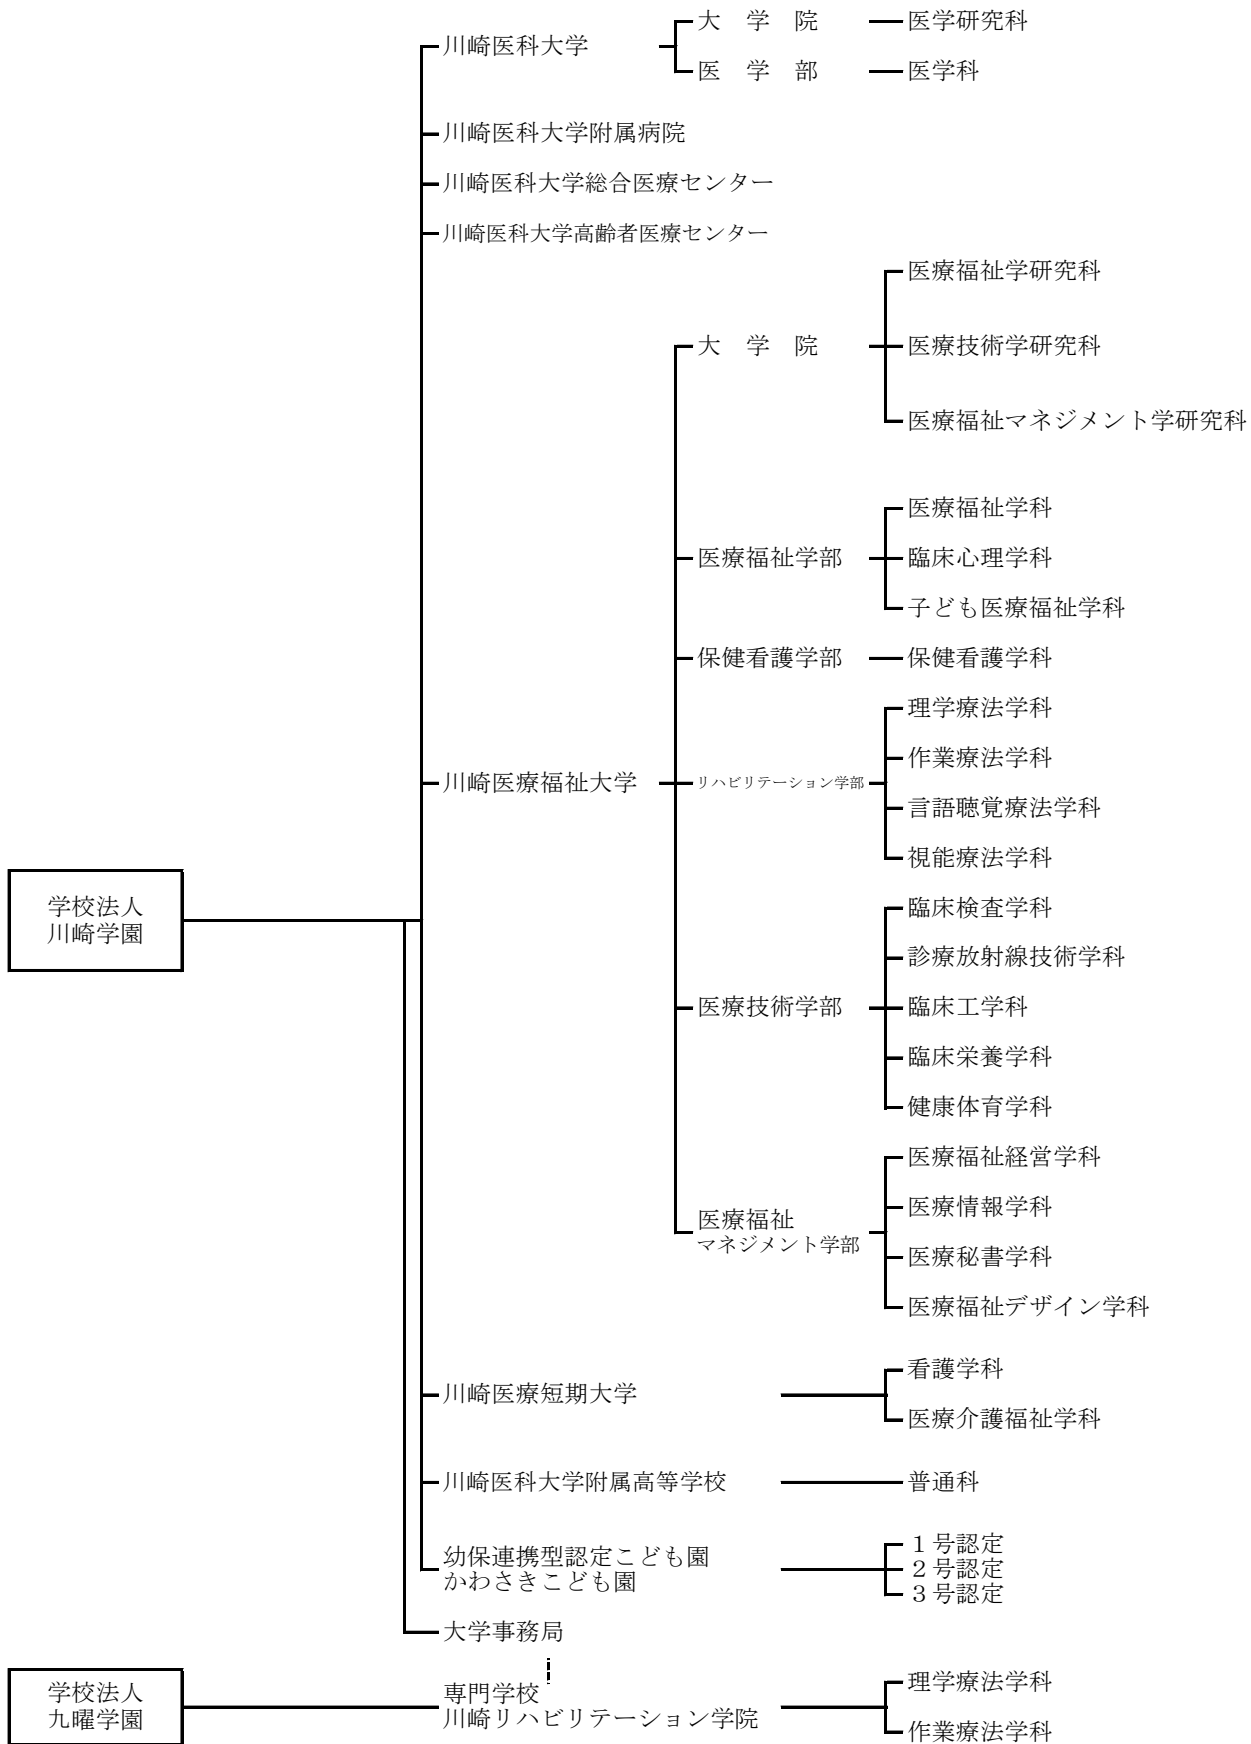 大　学　院
医学研究科
川崎医科大学
医　学　部
医学科
川崎医科大学附属病院
川崎医科大学総合医療センター
川崎医科大学高齢者医療センター
医療福祉学研究科
大　学　院
医療技術学研究科
医療福祉マネジメント学研究科
医療福祉学科
医療福祉学部
臨床心理学科
子ども医療福祉学科
保健看護学部
保健看護学科
理学療法学科
作業療法学科
川崎医療福祉大学
リハビリテーション学部
言語聴覚療法学科
視能療法学科
学校法人
川崎学園
臨床検査学科
診療放射線技術学科
医療技術学部
臨床工学科
臨床栄養学科
健康体育学科
医療福祉経営学科
医療情報学科
医療福祉
マネジメント学部
医療秘書学科
医療福祉デザイン学科
看護学科
川崎医療短期大学
医療介護福祉学科
川崎医科大学附属高等学校
普通科
幼保連携型認定こども園
かわさきこども園
１号認定
２号認定
３号認定
大学事務局
学校法人
九曜学園
専門学校
川崎リハビリテーション学院
理学療法学科
作業療法学科